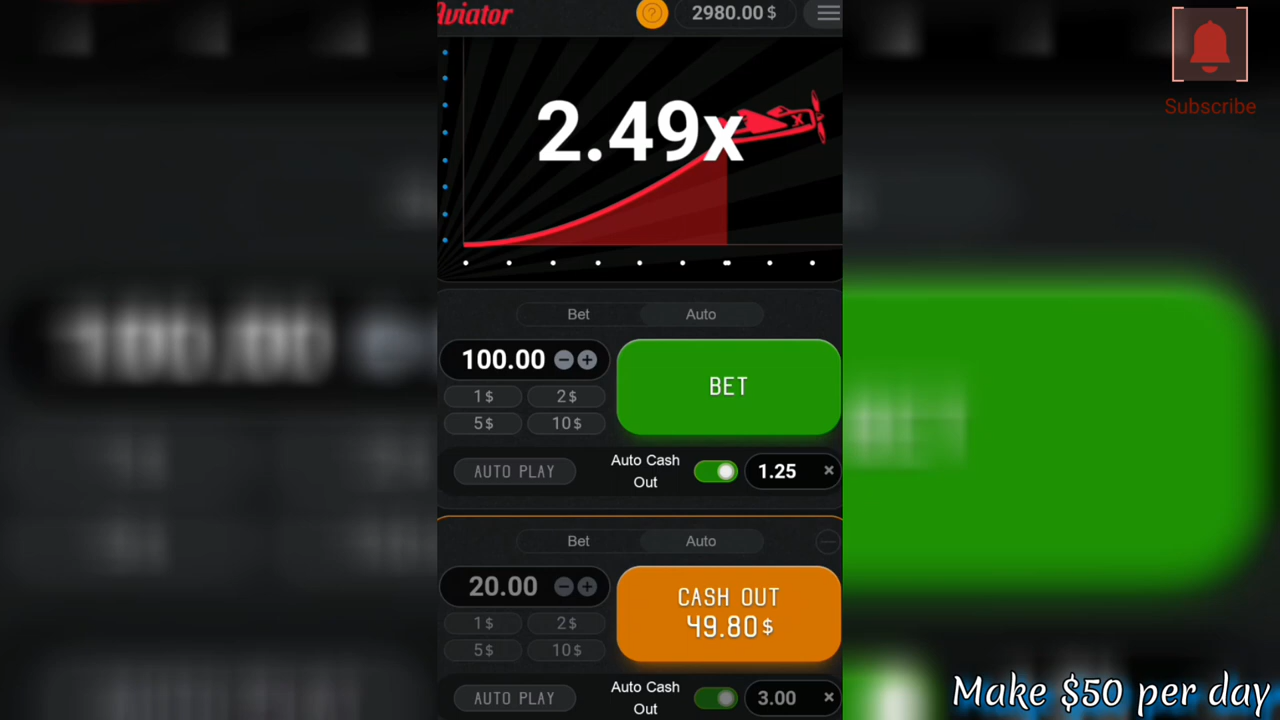 Aviator
2980.00 $
Subscribe
2.49x
Bet Auto
100.00
1$ 2$
5$ 10$
BET
AUTO PLAY
Auto Cash
Out
1.25 ×
Bet Auto
20.00
1$ 2$
5$ 10$
CASH OUT
49.80$
AUTO PLAY
Auto Cash
Out
3.00 ×
Make $50 per day